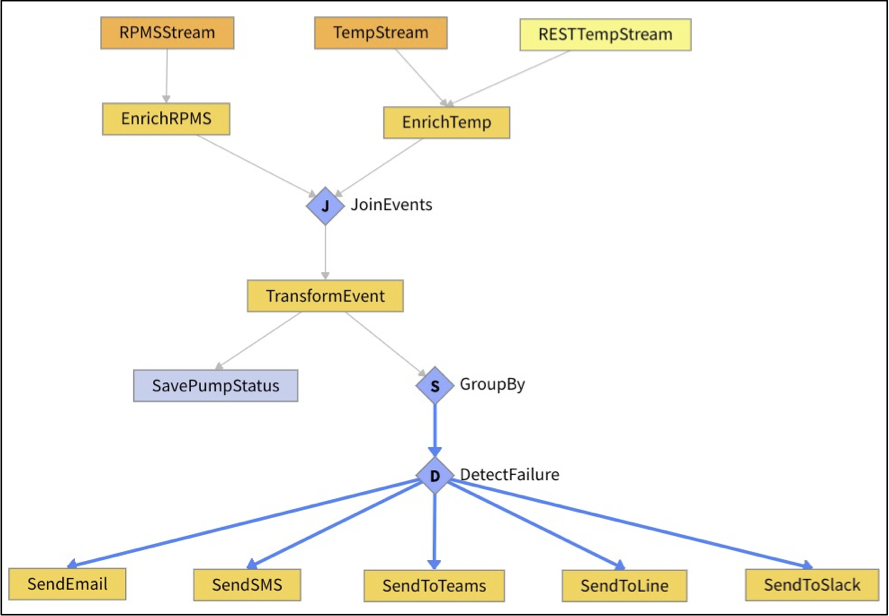 RPMSStream
TempStream
RESTTempStream
EnrichRPMS
EnrichTemp
J
JoinEvents
TransformEvent
SavePumpStatus
S
GroupBy
D
DetectFailure
SendEmail
SendSMS
SendToTeams
SendToLine
SendToSlack